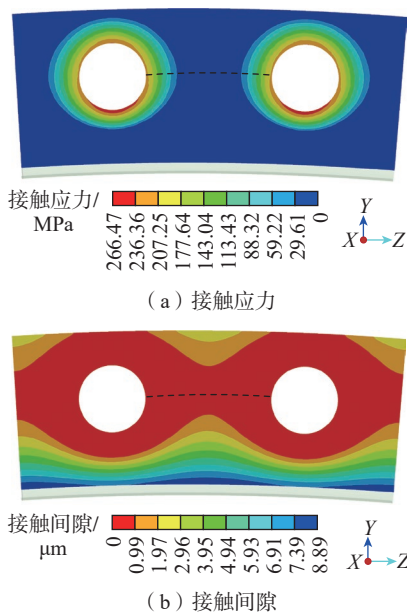 接触应力/
MPa
266.47
236.36
207.25
177.64
143.04
113.43
88.32
59.22
29.61
0
Y
X
Z
（a）接触应力
接触间隙/
μm
0
0.99
1.97
2.96
3.95
4.94
5.93
6.91
7.39
8.89
Y
X
Z
（b）接触间隙